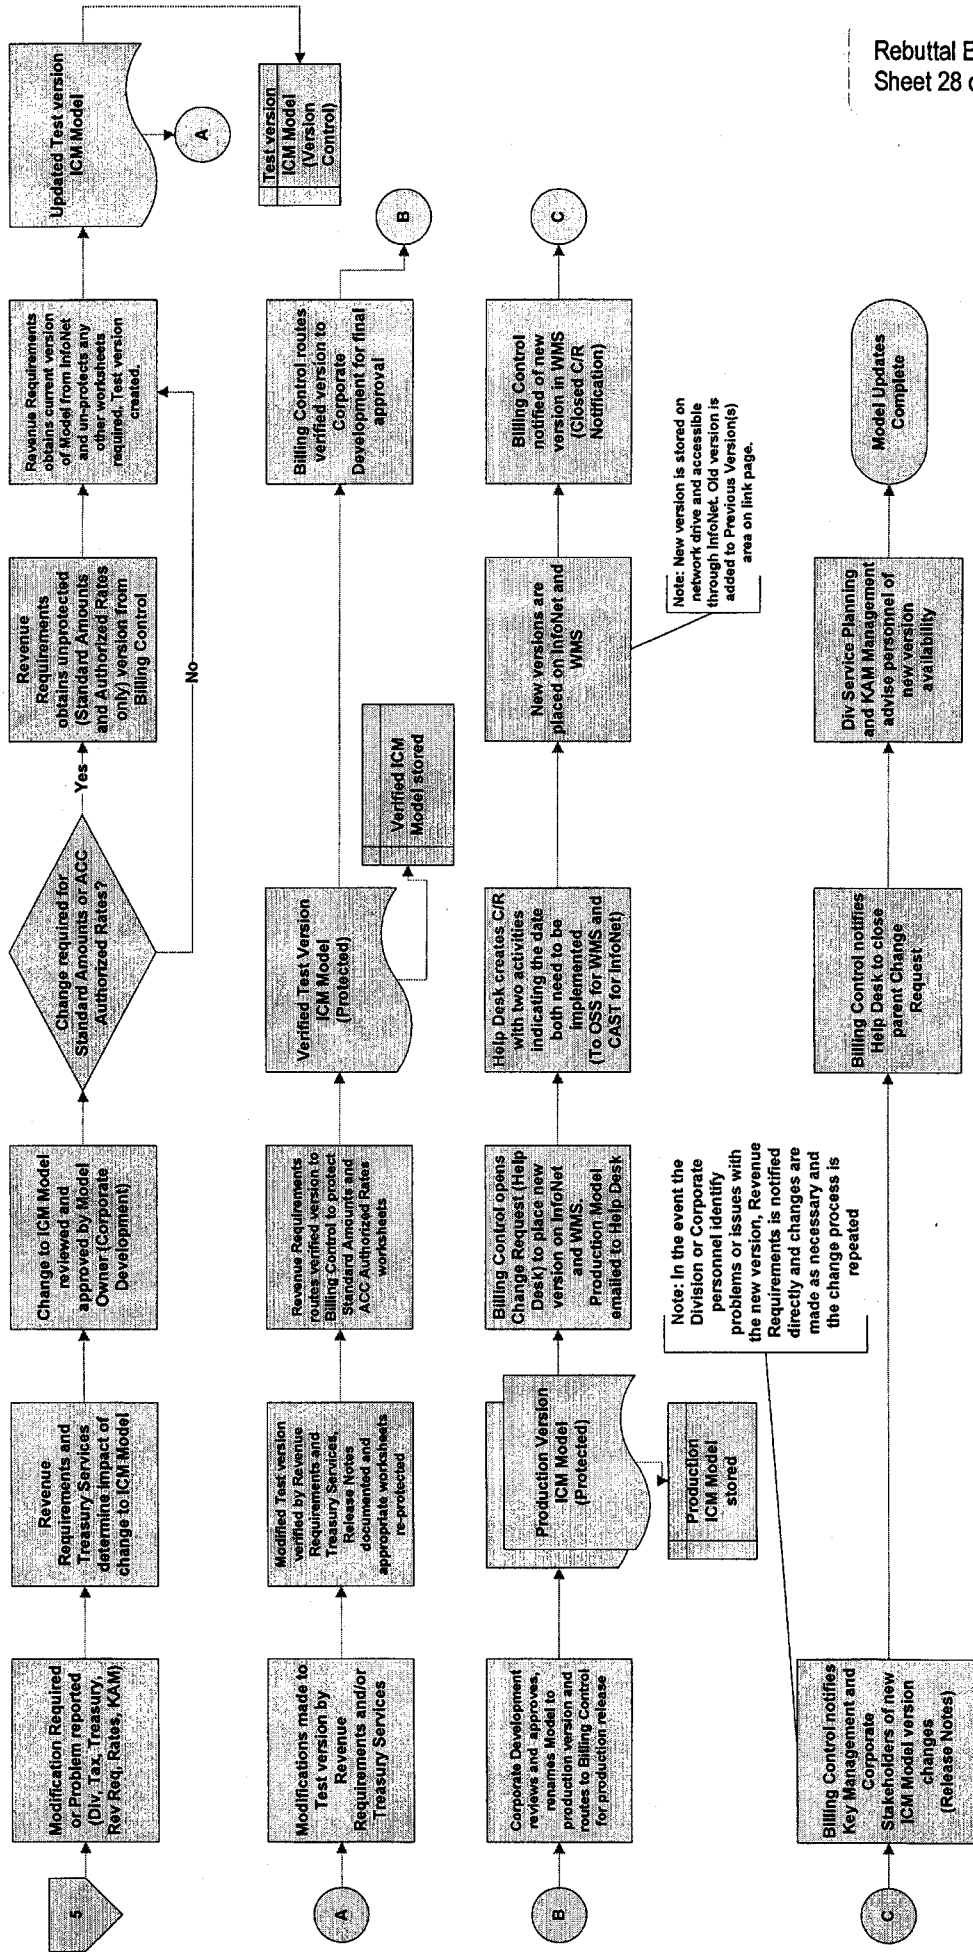 5
Modification Required
or Problem reported
(Div, Tax, Treasury,
Rev Req, Rates, KAM)
Revenue
Requirements and
Treasury Services
determine impact of
change to ICM Model
Change to ICM Model
reviewed and
approved by Model
Owner (Corporate
Development)
Change required for
Standard Amounts or ACC
Authorized Rates?
Yes
No
Revenue
Requirements
obtains unprotected
(Standard Amounts
and Authorized Rates
only) version from
Billing Control
Revenue Requirements
obtains current version
of Model from InfoNet
and un-protects any
other worksheets
required. Test version
created.
Updated Test version
ICM Model
A
Test version
ICM Model
(Version
Control)
A
Modifications made to
Test version by
Revenue
Requirements and/or
Treasury Services
Modified Test version
verified by Revenue
Requirements and
Treasury Services,
Release Notes
documented and
appropriate worksheets
re-protected
Revenue Requirements
routes verified version to
Billing Control to protect
Standard Amounts and
ACC Authorized Rates
worksheets
Verified Test Version
ICM Model
(Protected)
Verified ICM
Model stored
Billing Control routes
verified version to
Corporate
Development for final
approval
B
B
Corporate Development
reviews and approves,
renames Model to
production version and
routes to Billing Control
for production release
Production Version
ICM Model
(Protected)
Production
ICM Model
stored
Billing Control opens
Change Request (Help
Desk) to place new
version on InfoNet
and WMS.
Production Model
emailed to Help Desk
Help Desk creates C/R
with two activities
indicating the date
both need to be
implemented
(To OSS for WMS and
CAST for InfoNet)
New versions are
placed on InfoNet and
WMS
Note: New version is stored on
network drive and accessible
through InfoNet. Old version is
added to Previous Version(s)
area on link page.
Billing Control
notified of new
version in WMS
(Closed C/R
Notification)
C
C
Billing Control notifies
Key Management and
Corporate
Stakeholders of new
ICM Model version
changes
(Release Notes)
Note: In the event the
Division or Corporate
personnel identify
problems or issues with
the new version, Revenue
Requirements is notified
directly and changes are
made as necessary and
the change process is
repeated
Billing Control notifies
Help Desk to close
parent Change
Request
Div Service Planning
and KAM Management
advise personnel of
new version
availability
Model Updates
Complete
Rebuttal E
Sheet 28 o